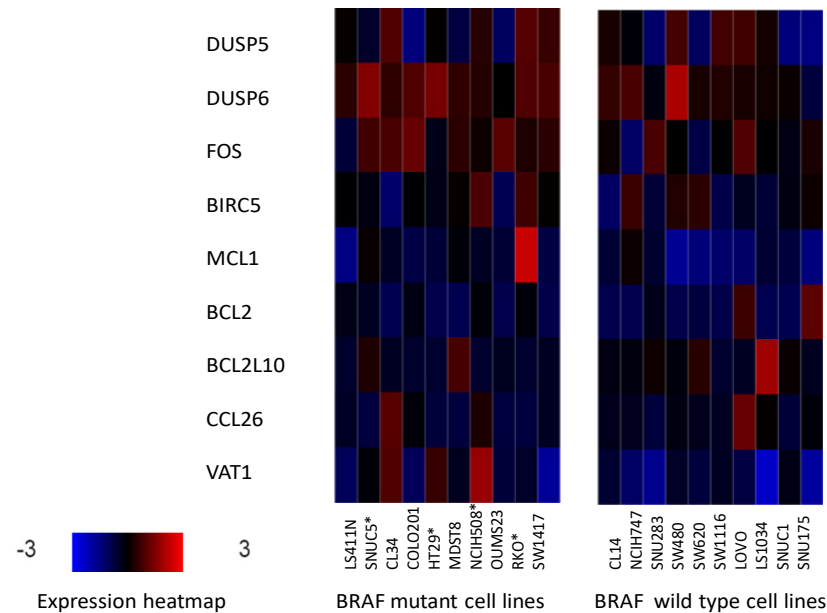 DUSP5
DUSP6
FOS
BIRC5
MCL1
BCL2
BCL2L10
CCL26
VAT1
LS411N
SNUC5*
CL34
COLO201
HT29*
MDST8
NCIH508*
OUMS23
RKO*
SW1417
CL14
NCIH747
SNU283
SW480
SW620
SW1116
LOVO
LS1034
SNUC1
SNU175
-3 3
Expression heatmap
BRAF mutant cell lines
BRAF wild type cell lines